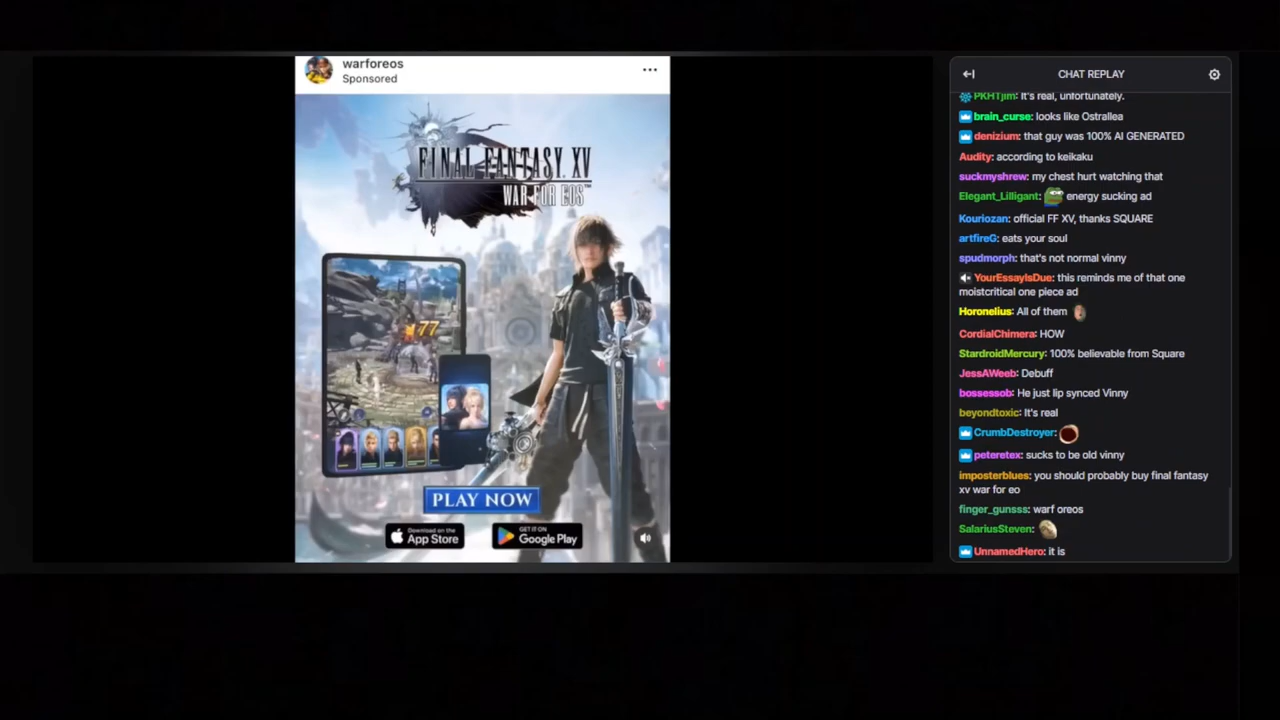 warforeos
Sponsored
FINAL FANTASY XV
WAR FOR EOS™
77
PLAY NOW
Download on the
App Store
GET IT ON
Google Play
CHAT REPLAY
PKHTjim: It's real, unfortunately.
brain_curse: looks like Ostrallea
denizium: that guy was 100% AI GENERATED
Audity: according to keikaku
suckmyshrew: my chest hurt watching that
Elegant_Lilligant: energy sucking ad
Kouriozan: official FF XV, thanks SQUARE
artfireG: eats your soul
spudmorph: that's not normal vinny
YourEssayIsDue: this reminds me of that one
moistcritical one piece ad
Horonelius: All of them
CordialChimera: HOW
StardroidMercury: 100% believable from Square
JessAWeeb: Debuff
bossessob: He just lip synced Vinny
beyondtoxic: It's real
CrumbDestroyer:
peteretex: sucks to be old vinny
imposterblues: you should probably buy final fantasy
xv war for eo
finger_gunsss: warf oreos
SalariusSteven:
UnnamedHero: it is